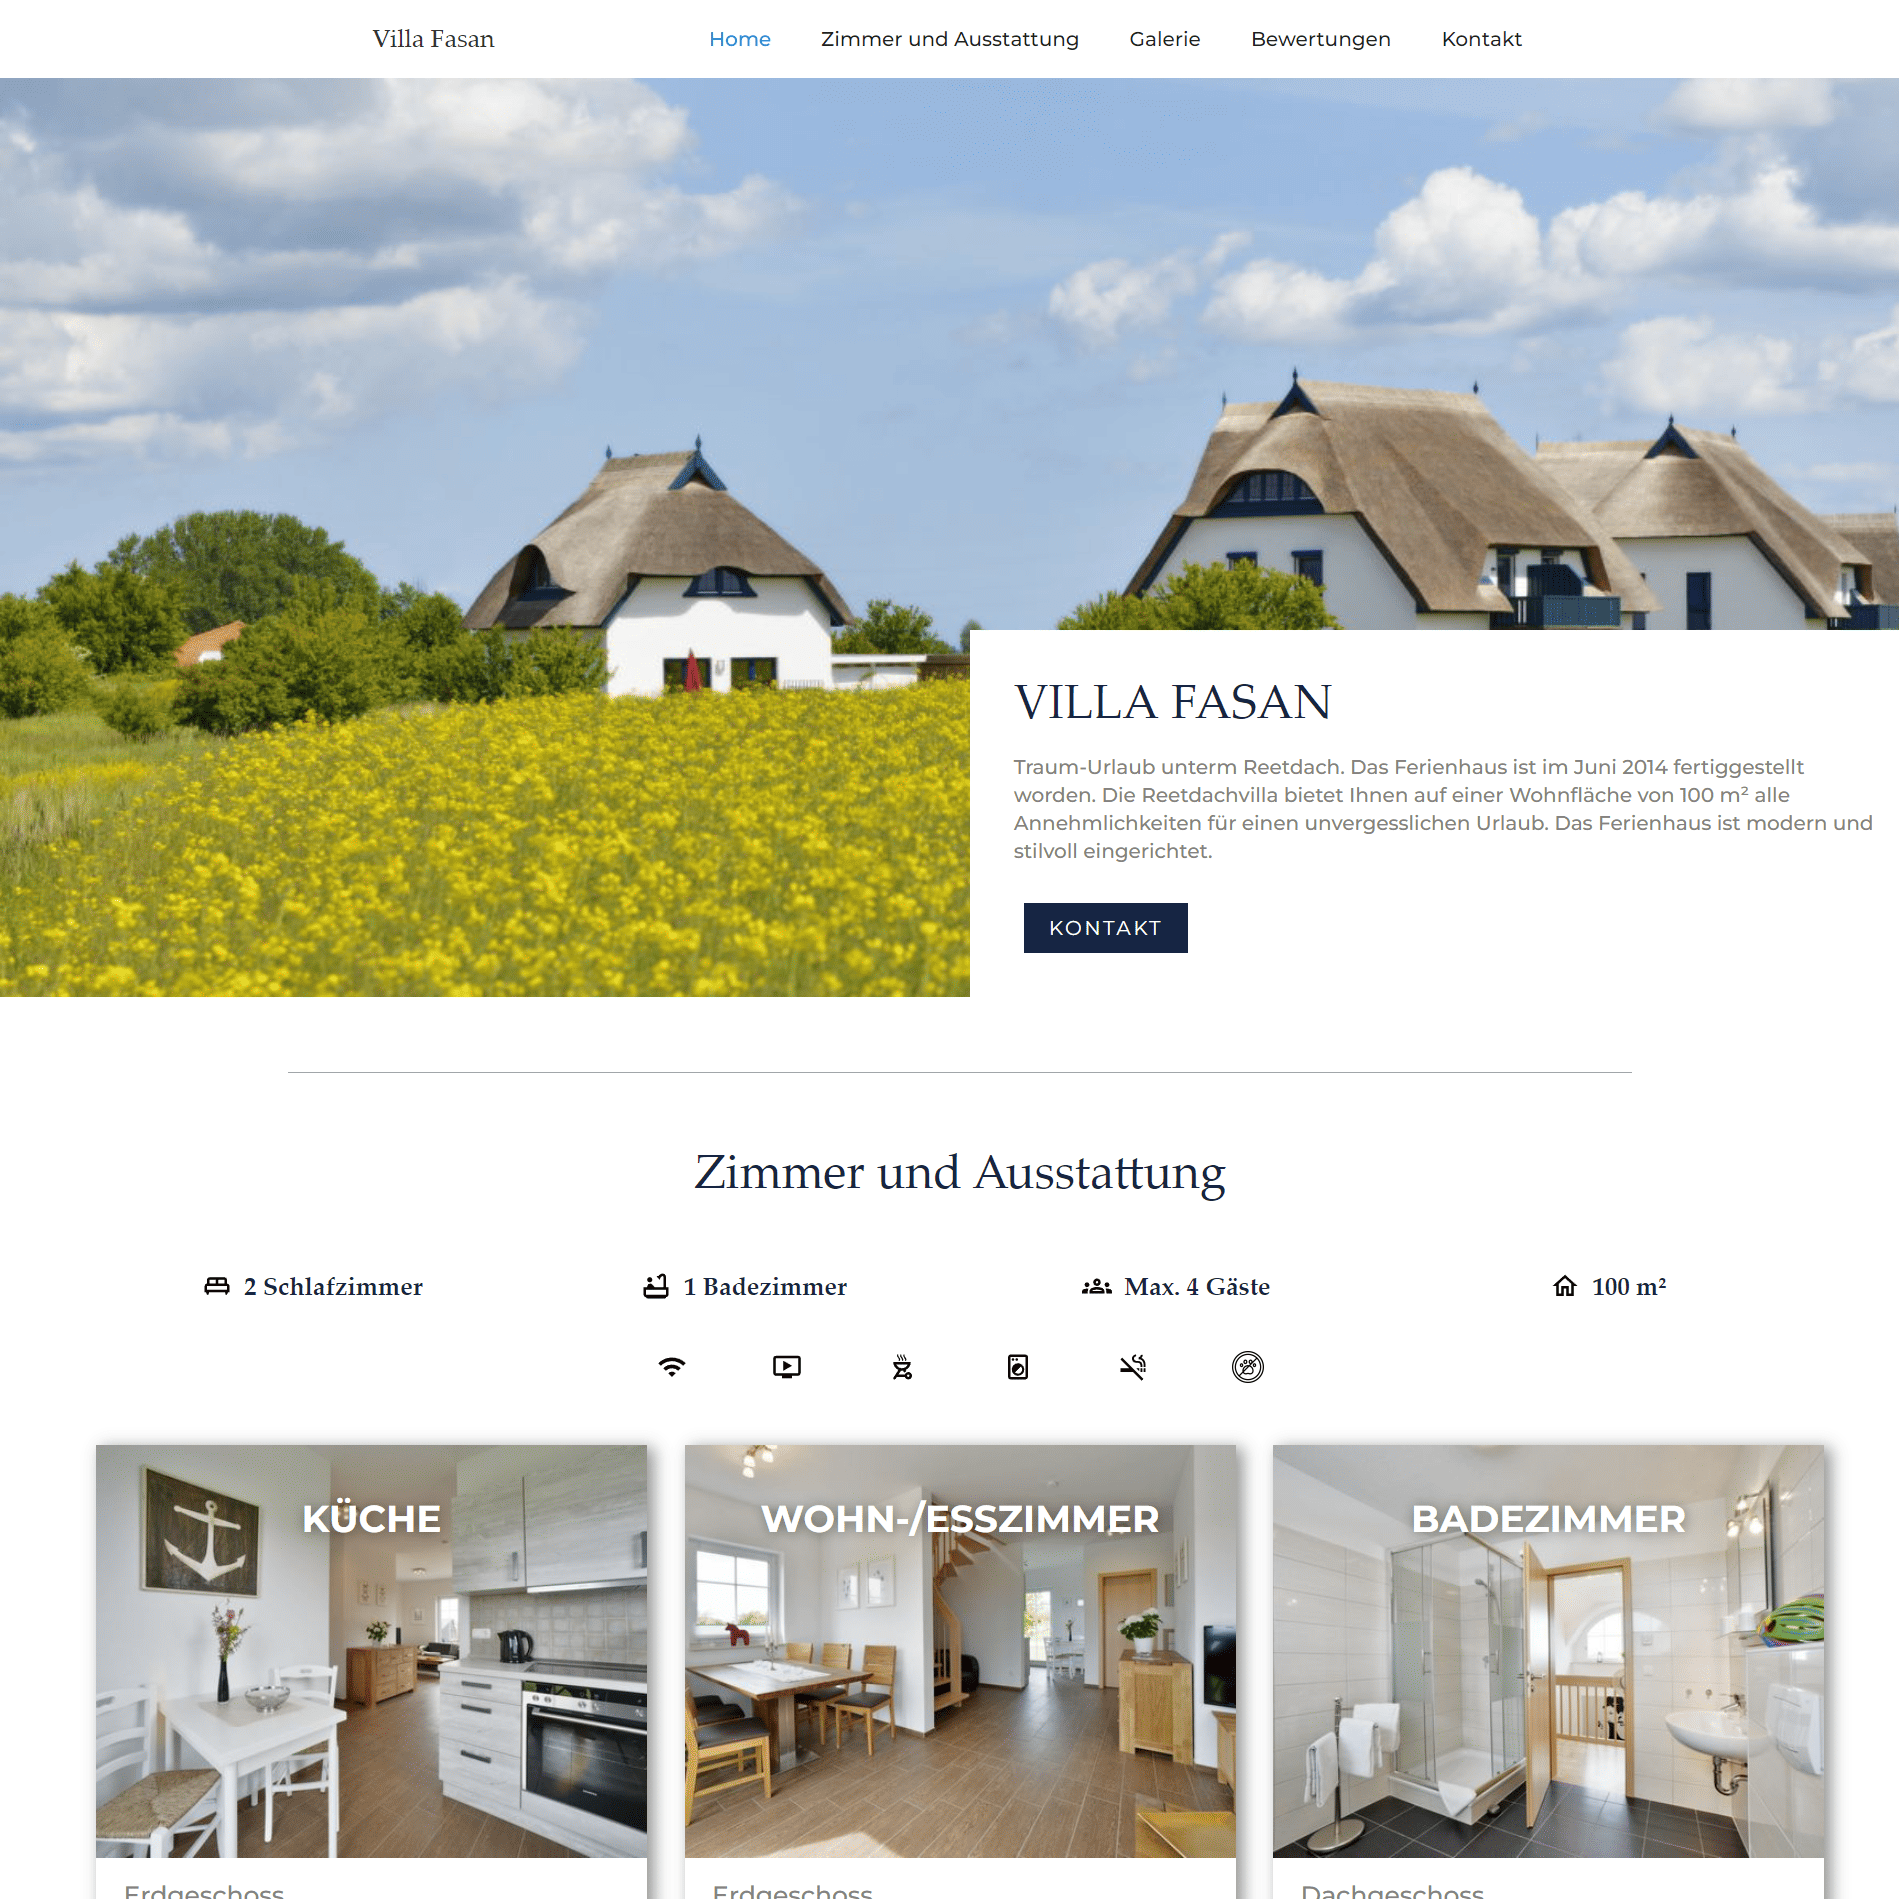 Villa Fasan
Home
Zimmer und Ausstattung
Galerie
Bewertungen
Kontakt
VILLA FASAN
Traum-Urlaub unterm Reetdach. Das Ferienhaus ist im Juni 2014 fertiggestellt
worden. Die Reetdachvilla bietet Ihnen auf einer Wohnfläche von 100 m² alle
Annehmlichkeiten für einen unvergesslichen Urlaub. Das Ferienhaus ist modern und
stilvoll eingerichtet.
KONTAKT
Zimmer und Ausstattung
2 Schlafzimmer
1 Badezimmer
Max. 4 Gäste
100 m²
KÜCHE
WOHN-/ESSZIMMER
BADEZIMMER
Erdgeschoss
Erdgeschoss
Dachgeschoss